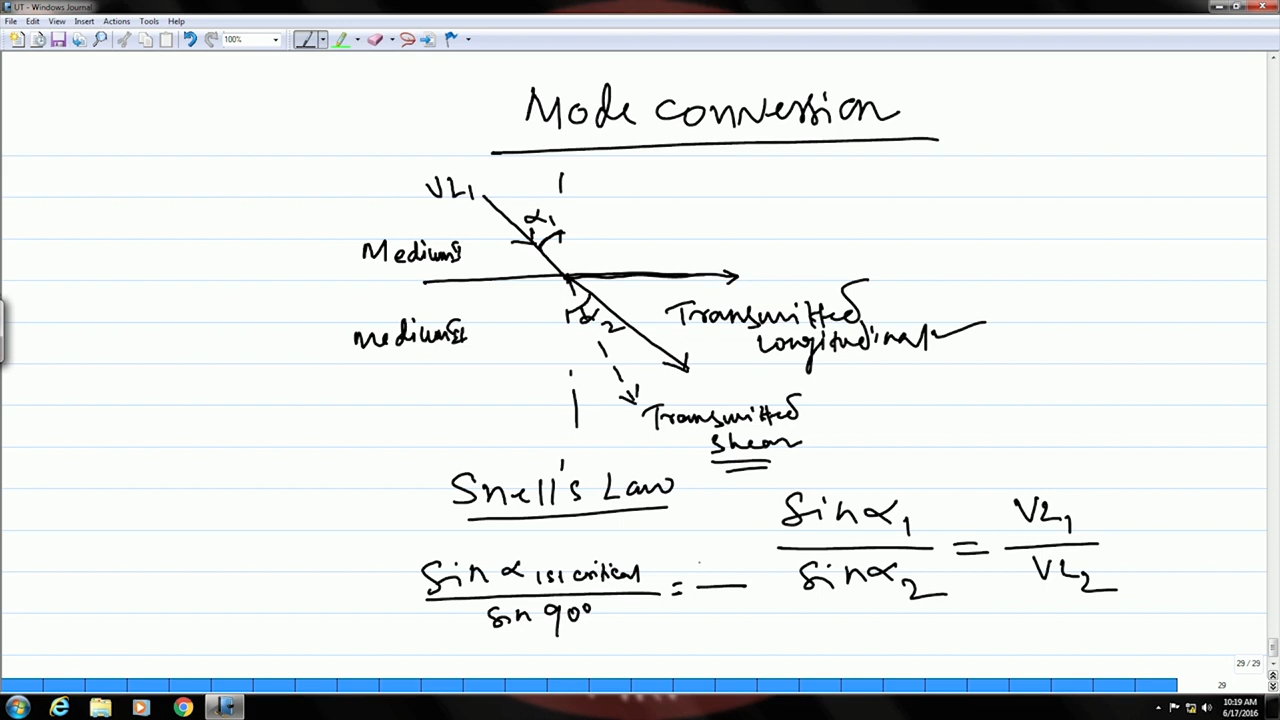 UT - Windows Journal
File Edit View Insert Actions Tools Help
100%
Mode conversion
VL1
α1
Medium
Medium
α2
Transmitted
longitudinal
Transmitted
shear
Snell's Law
sin α1 / sin α2 = VL1 / VL2
sin α 1st critical / sin 90° = —
29 / 29
29
10:19 AM
6/17/2016